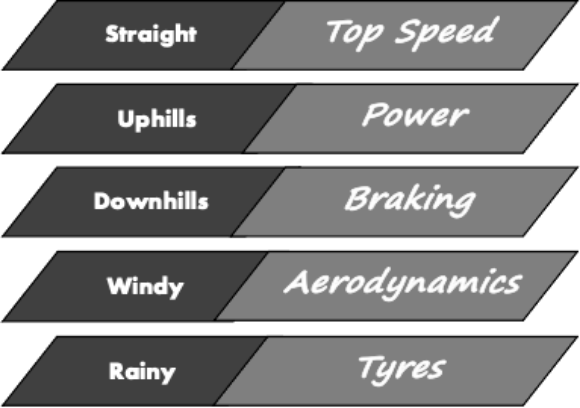 Straight Top Speed
Uphills Power
Downhills Braking
Windy Aerodynamics
Rainy Tyres